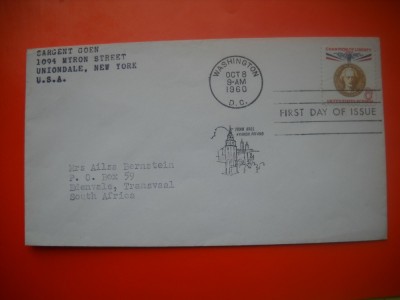 SARGENT COEN
1094 MYRON STREET
UNIONDALE, NEW YORK
U.S.A.
WASHINGTON
OCT 8
9-AM
1960
D.C.
FIRST DAY OF ISSUE
Mrs Ailsa Bernstein
P. O. Box 59
Edenvale, Transvaal
South Africa